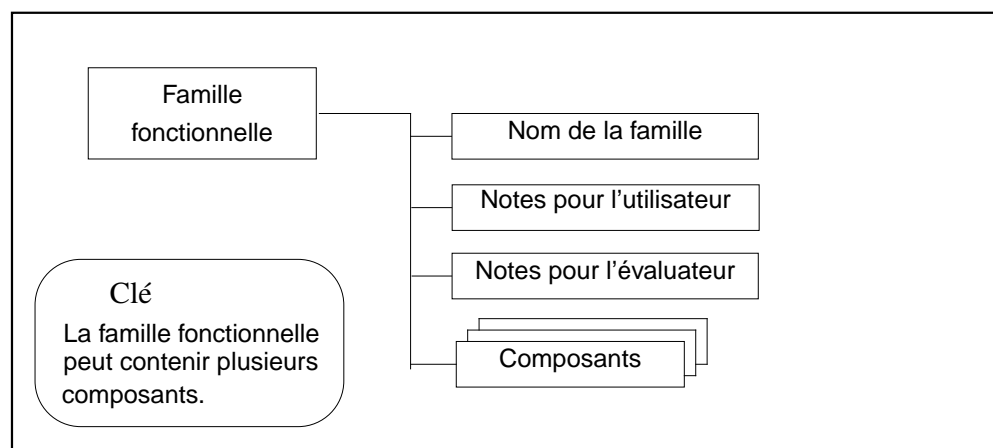 Famille
fonctionnelle
Nom de la famille
Notes pour l'utilisateur
Notes pour l'évaluateur
Composants
Clé
La famille fonctionnelle
peut contenir plusieurs
composants.